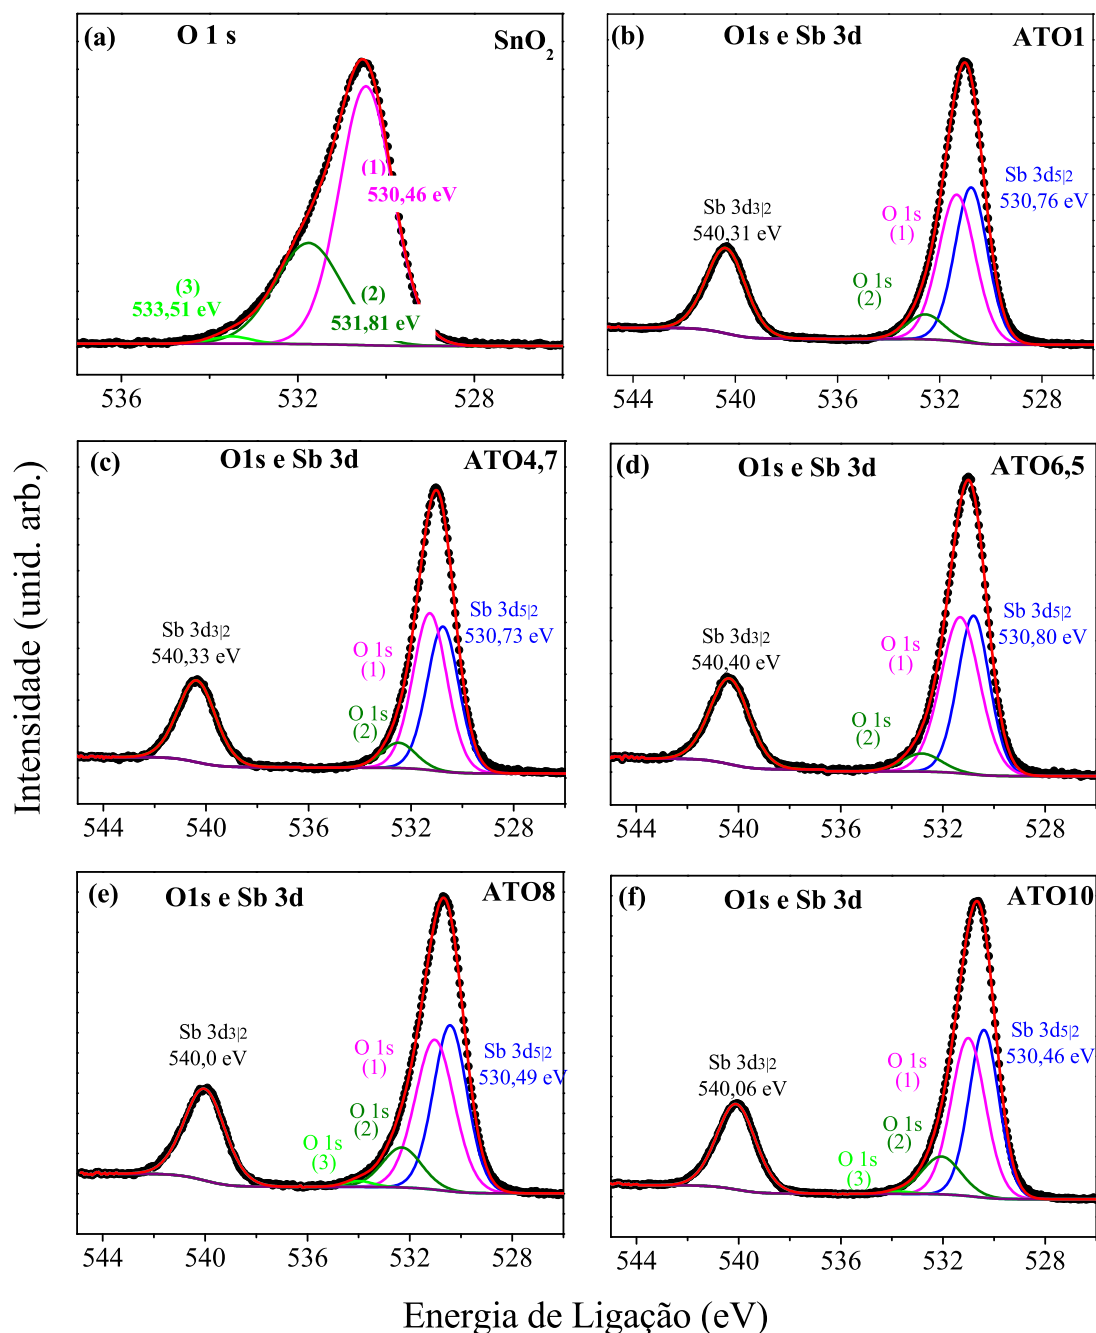 (a) O 1 s SnO2
(1)
530,46 eV
(2)
531,81 eV
(3)
533,51 eV
536 532 528
(b) O1s e Sb 3d ATO1
Sb 3d3|2
540,31 eV
O 1s
(1)
O 1s
(2)
Sb 3d5|2
530,76 eV
544 540 536 532 528
(c) O1s e Sb 3d ATO4,7
Sb 3d3|2
540,33 eV
O 1s
(1)
O 1s
(2)
Sb 3d5|2
530,73 eV
544 540 536 532 528
(d) O1s e Sb 3d ATO6,5
Sb 3d3|2
540,40 eV
O 1s
(1)
O 1s
(2)
Sb 3d5|2
530,80 eV
544 540 536 532 528
(e) O1s e Sb 3d ATO8
Sb 3d3|2
540,0 eV
O 1s
(1)
O 1s
(2)
O 1s
(3)
Sb 3d5|2
530,49 eV
544 540 536 532 528
(f) O1s e Sb 3d ATO10
Sb 3d3|2
540,06 eV
O 1s
(1)
O 1s
(2)
O 1s
(3)
Sb 3d5|2
530,46 eV
544 540 536 532 528
Intensidade (unid. arb.)
Energia de Ligação (eV)